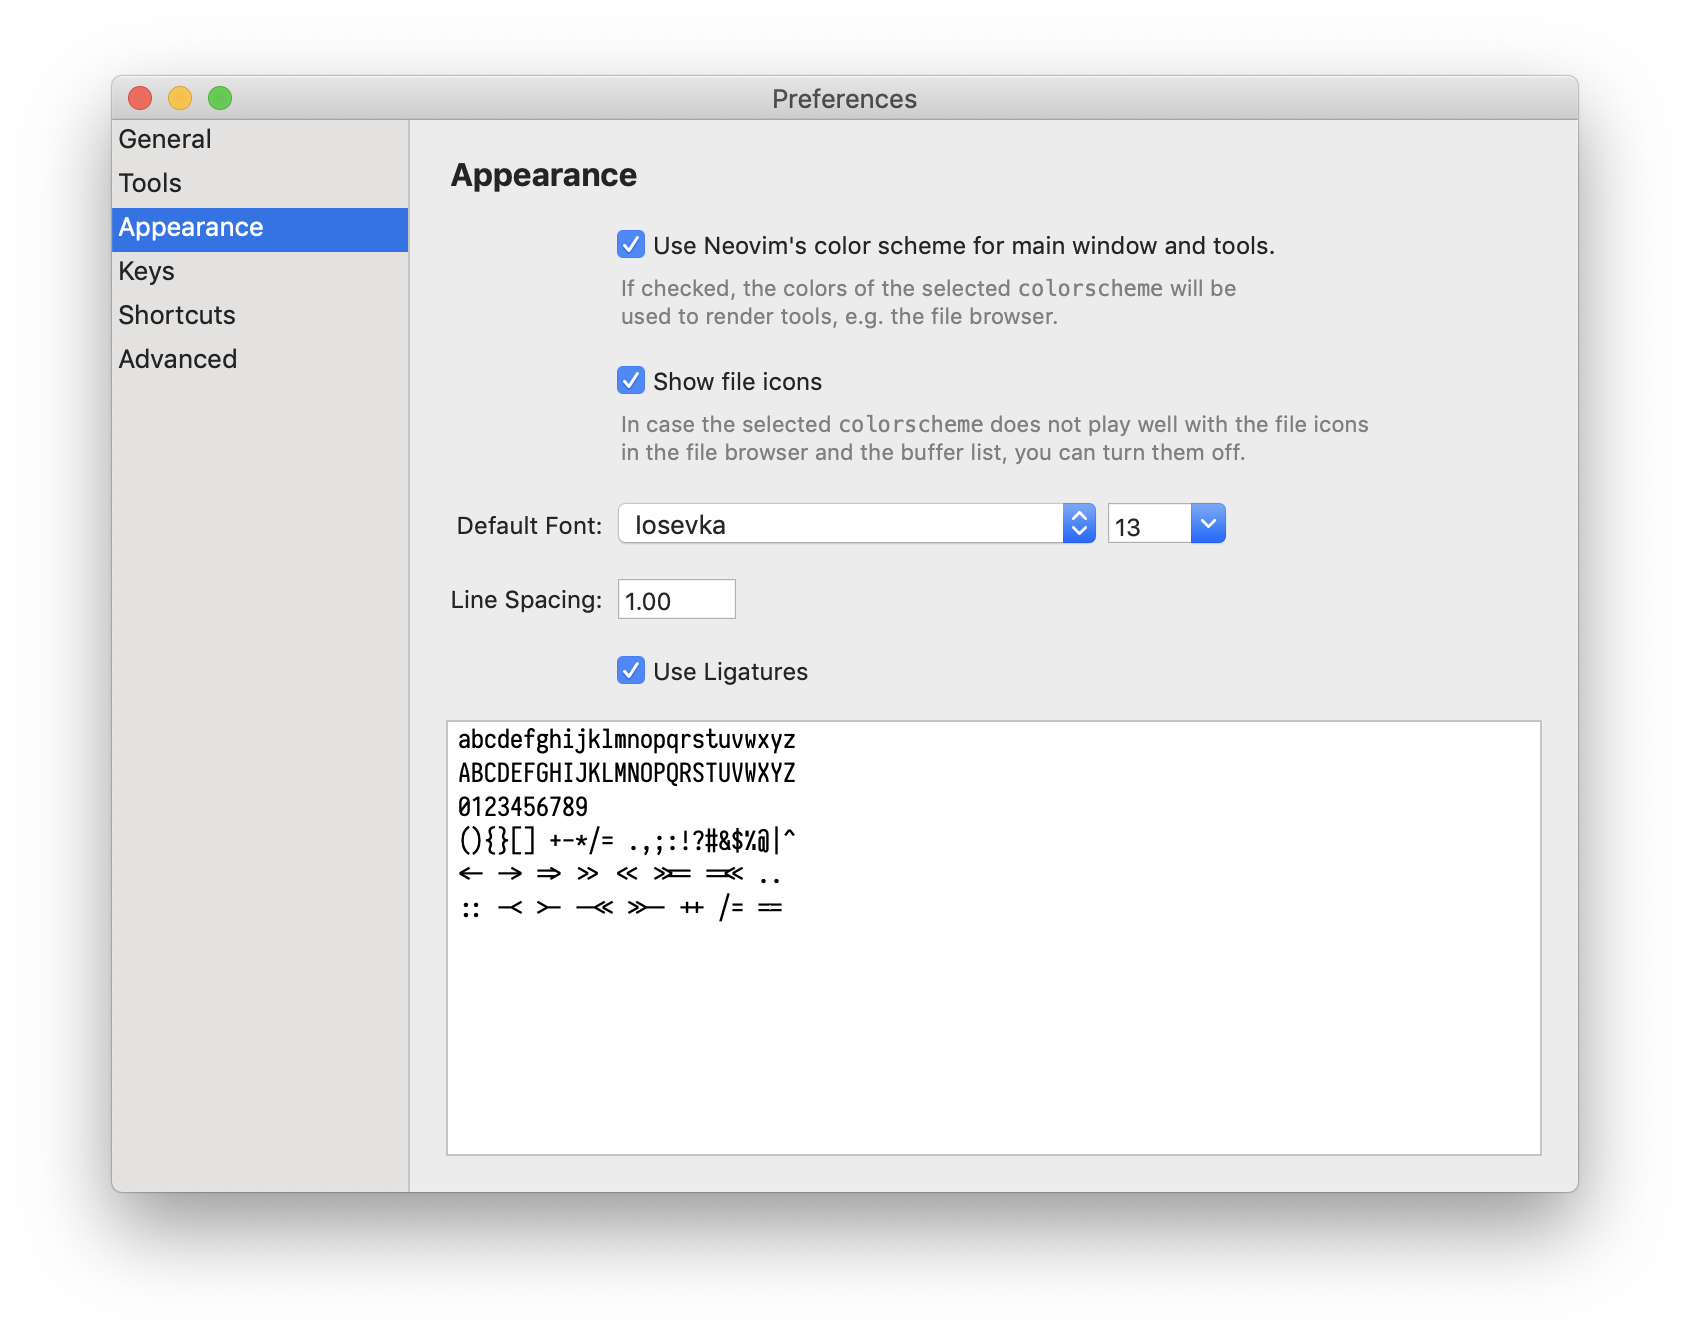 Preferences
General
Tools
Appearance
Keys
Shortcuts
Advanced
Appearance
Use Neovim's color scheme for main window and tools.
If checked, the colors of the selected colorscheme will be
used to render tools, e.g. the file browser.
Show file icons
In case the selected colorscheme does not play well with the file icons
in the file browser and the buffer list, you can turn them off.
Default Font: Iosevka 13
Line Spacing: 1.00
Use Ligatures
abcdefghijklmnopqrstuvwxyz
ABCDEFGHIJKLMNOPQRSTUVWXYZ
0123456789
(){}[] +-*/= .,;:!?#&$%@|^
<- -> => >> << >>= =<< ..
:: -< >- -<< >>- ++ /= ==